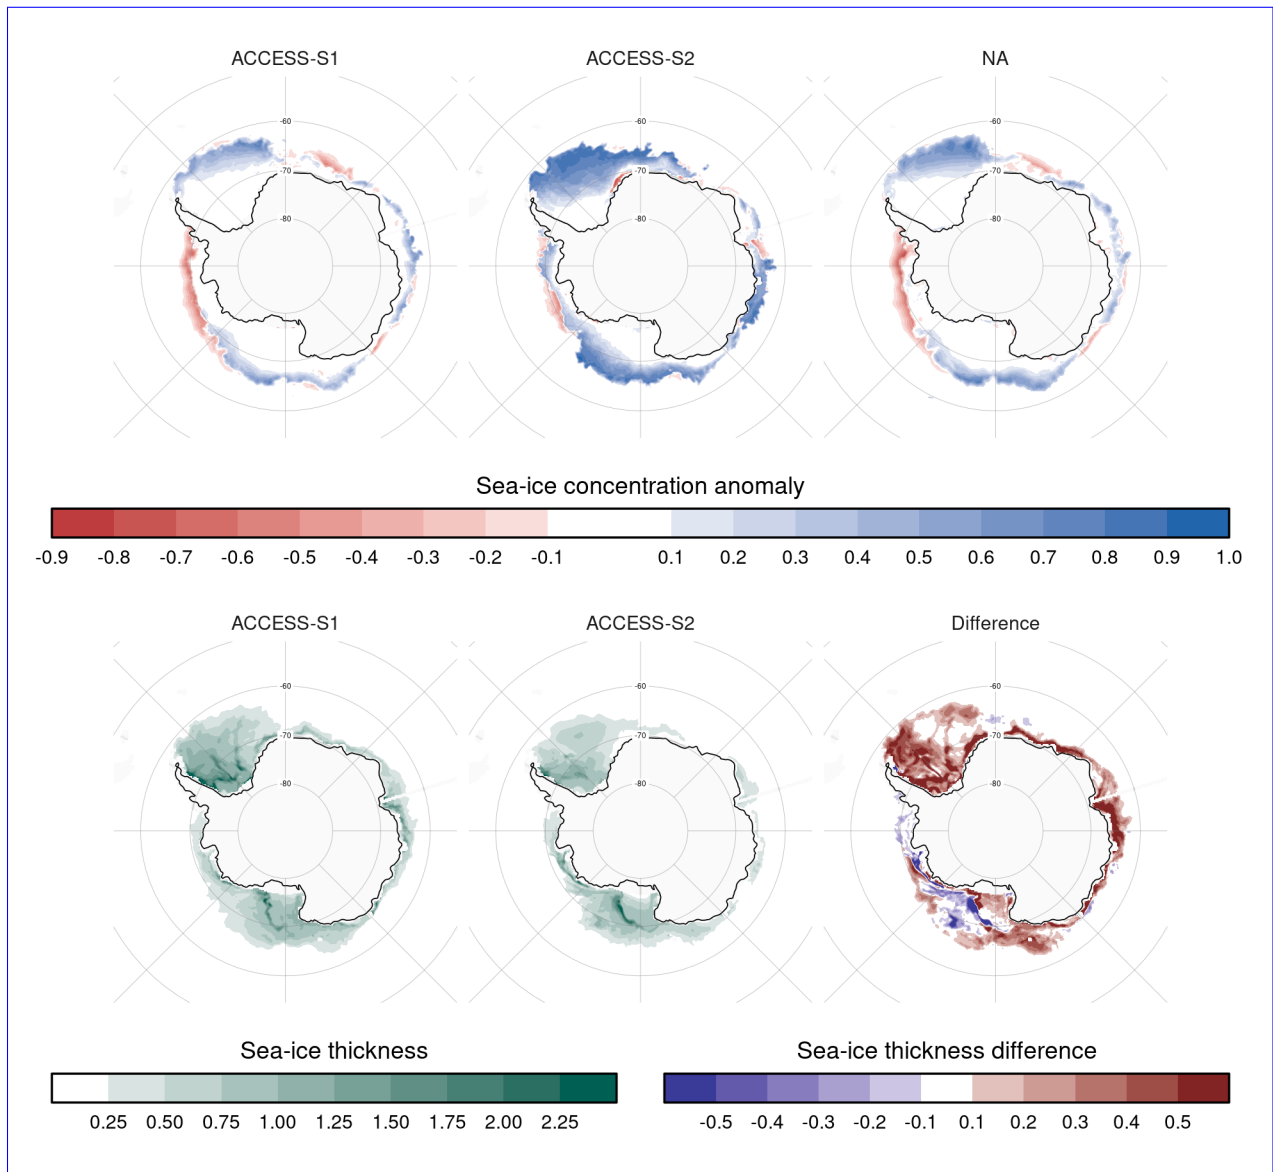 ACCESS-S1 ACCESS-S2 NA
-60 -60 -60
-70 -70 -70
-80 -80 -80
Sea-ice concentration anomaly
-0.9 -0.8 -0.7 -0.6 -0.5 -0.4 -0.3 -0.2 -0.1 0.1 0.2 0.3 0.4 0.5 0.6 0.7 0.8 0.9 1.0
ACCESS-S1 ACCESS-S2 Difference
-60 -60 -60
-70 -70 -70
-80 -80 -80
Sea-ice thickness Sea-ice thickness difference
0.25 0.50 0.75 1.00 1.25 1.50 1.75 2.00 2.25 -0.5 -0.4 -0.3 -0.2 -0.1 0.1 0.2 0.3 0.4 0.5